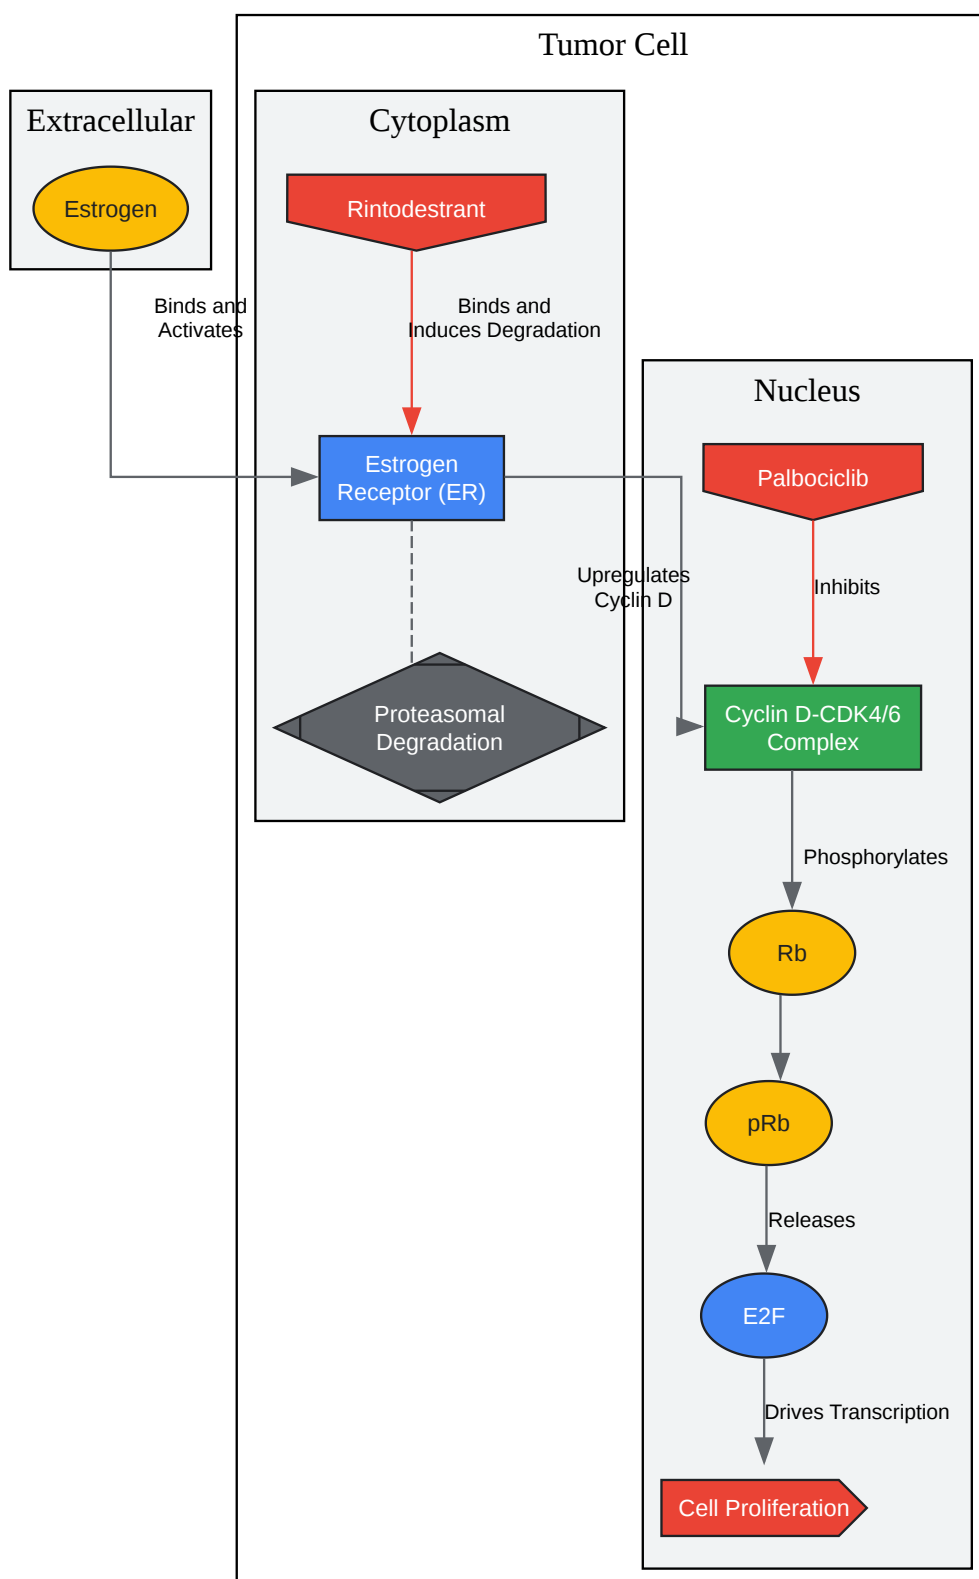 Tumor Cell
Extracellular
Cytoplasm
Estrogen
Rintodestrant
Binds and
Activates
Binds and
Induces Degradation
Nucleus
Estrogen
Receptor (ER)
Palbociclib
Upregulates
Cyclin D
Inhibits
Proteasomal
Degradation
Cyclin D-CDK4/6
Complex
Phosphorylates
Rb
pRb
Releases
E2F
Drives Transcription
Cell Proliferation